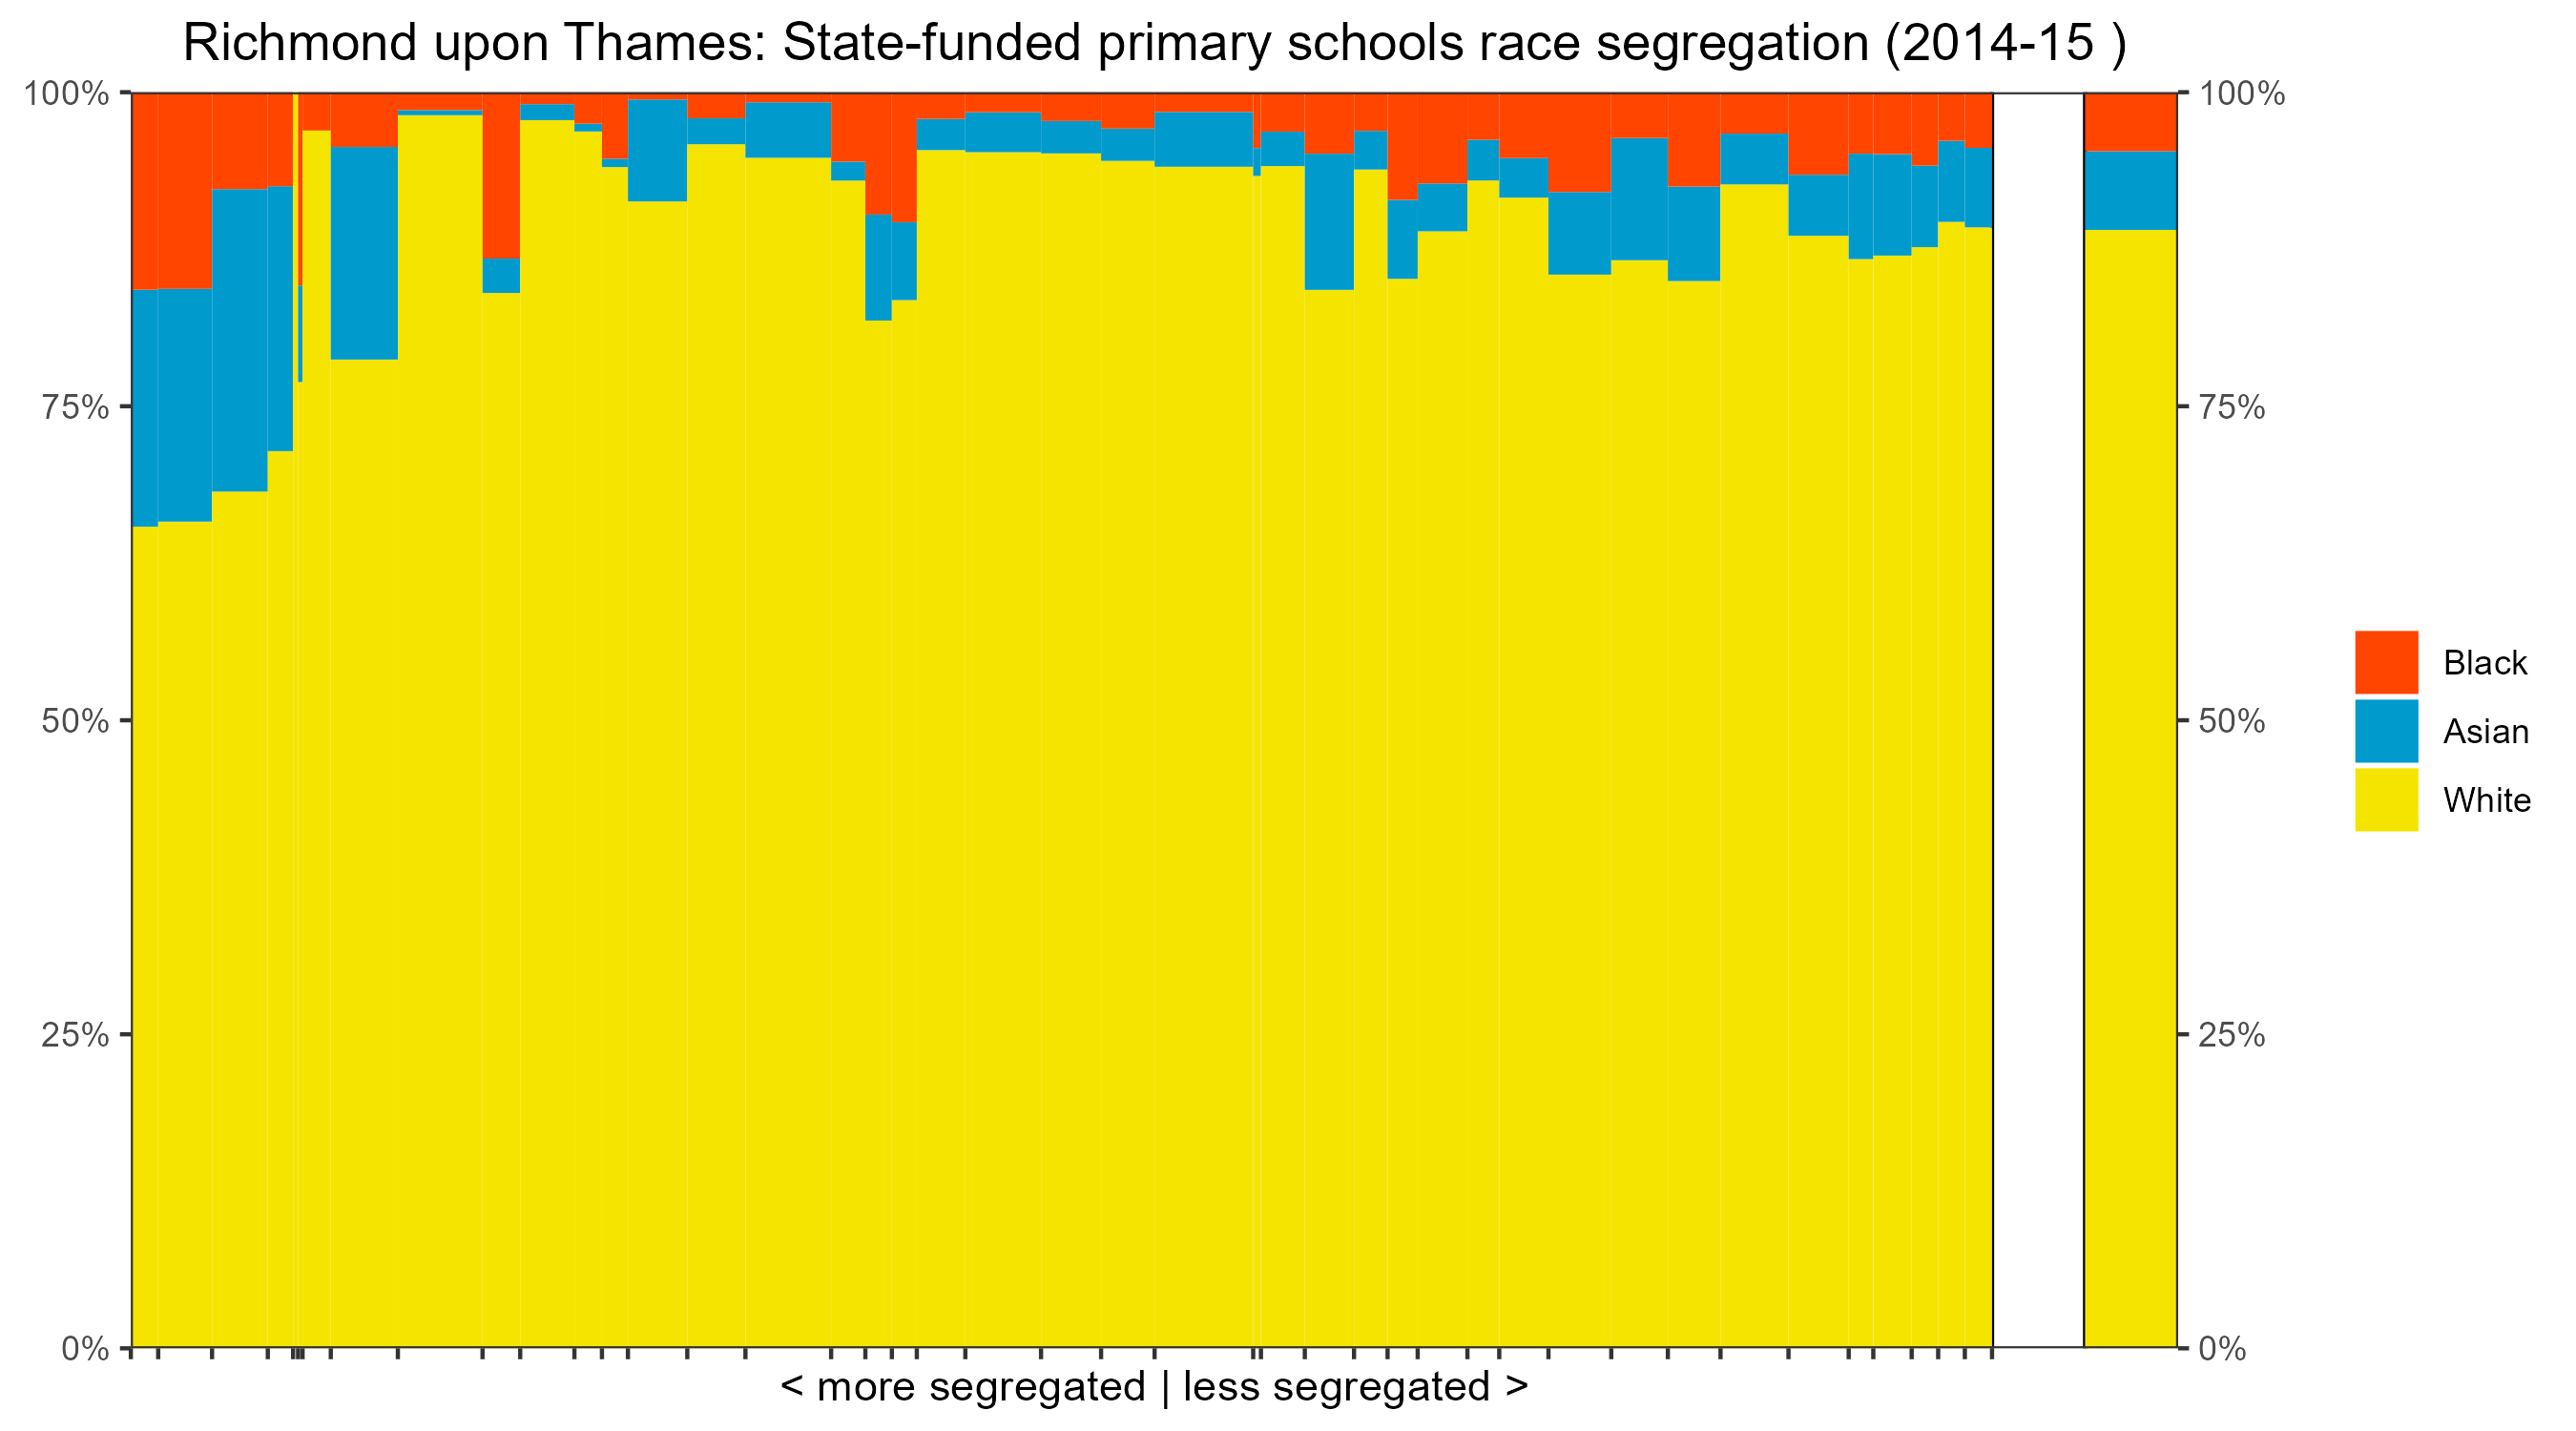 Richmond upon Thames: State-funded primary schools race segregation (2014-15 )
100% 100%
75% 75%
50% 50%
25% 25%
0% 0%
Black
Asian
White
< more segregated | less segregated >